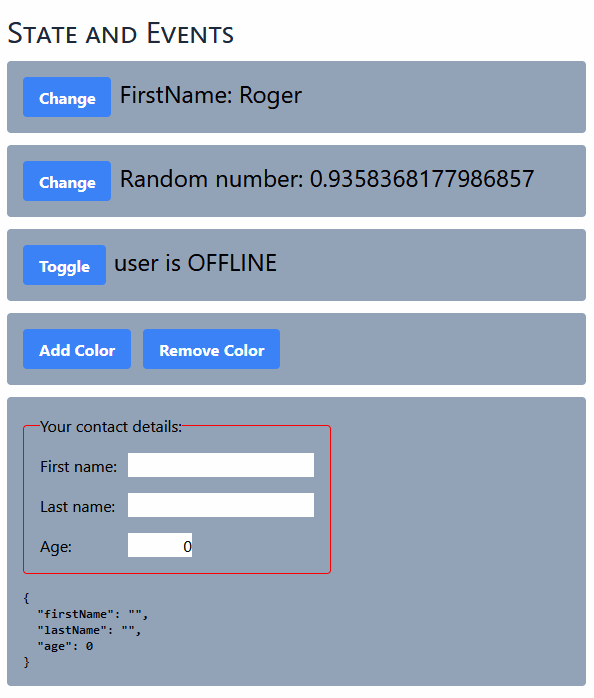 State and Events
Change FirstName: Roger
Change Random number: 0.9358368177986857
Toggle user is OFFLINE
Add Color Remove Color
Your contact details:
First name:
Last name:
Age: 0
{
  "firstName": "",
  "lastName": "",
  "age": 0
}